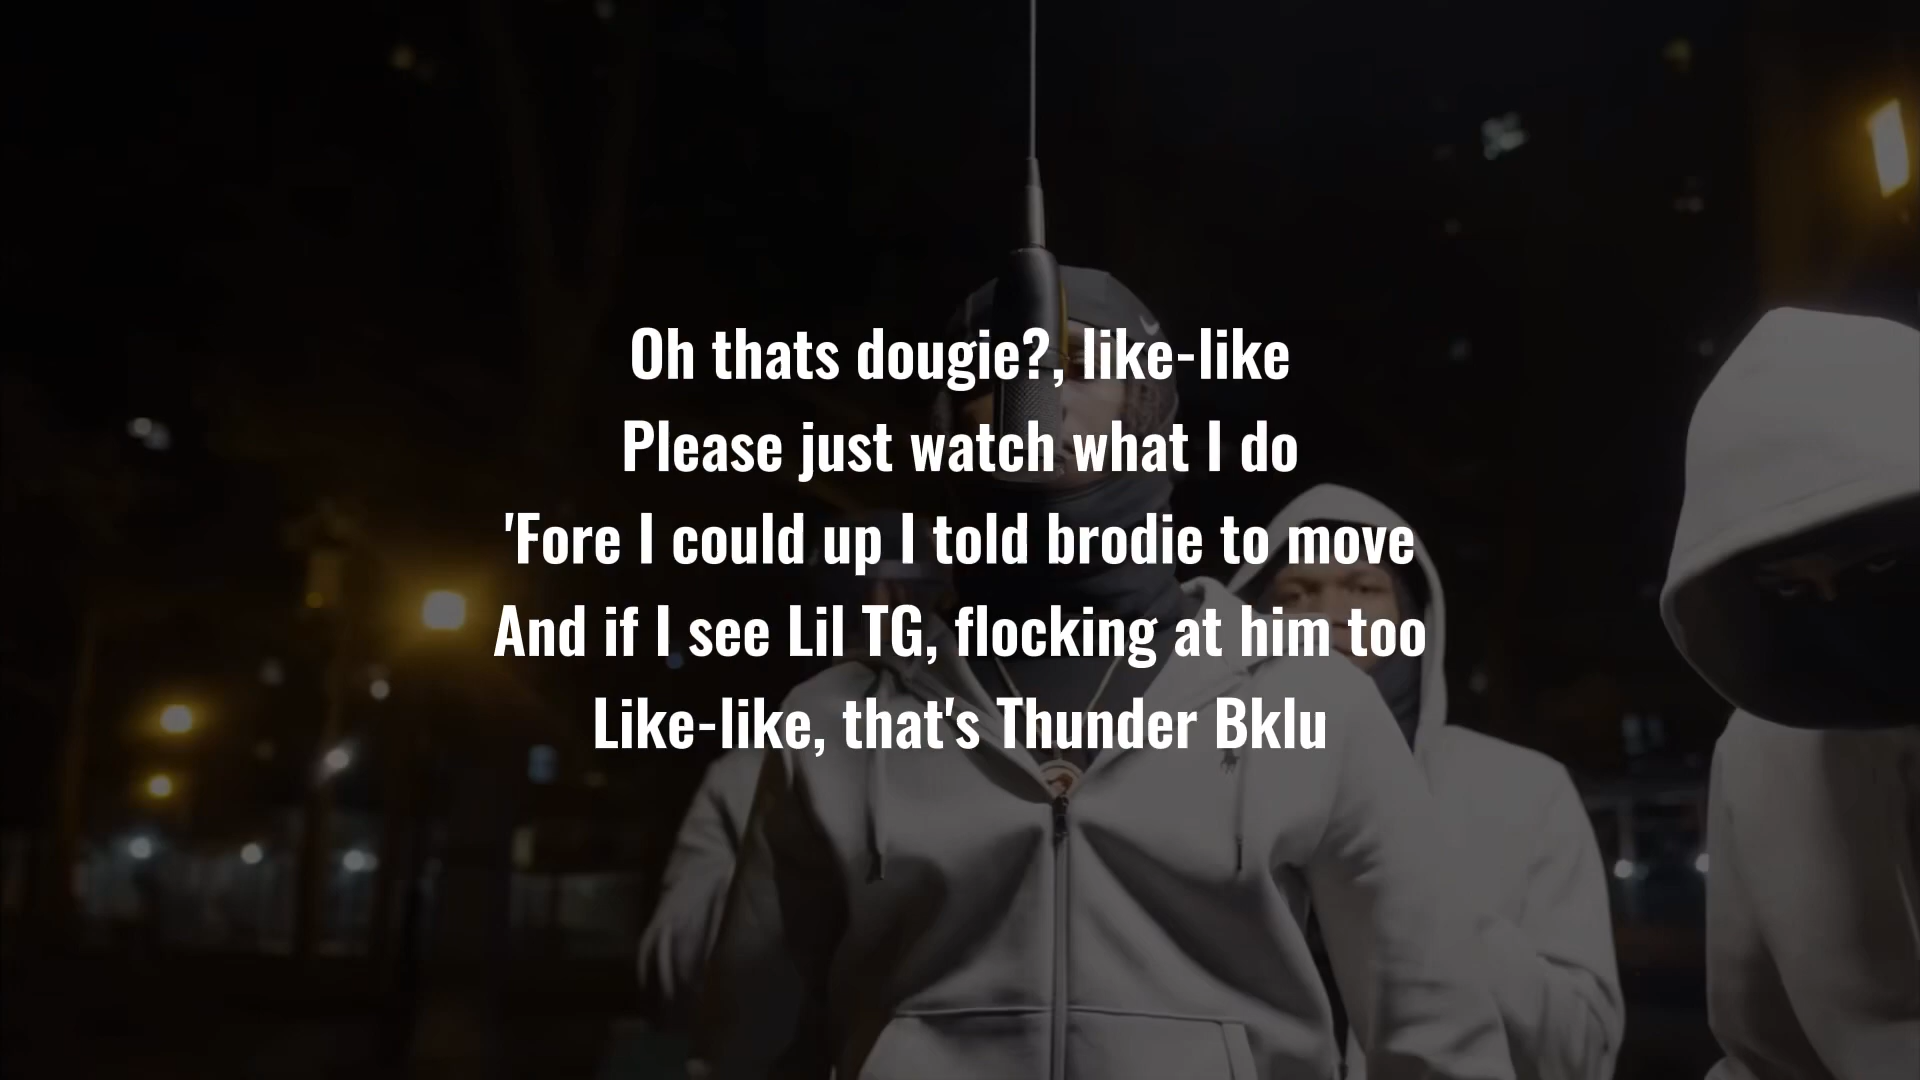 Oh thats dougie?, like-like
Please just watch what I do
'Fore I could up I told brodie to move
And if I see Lil TG, flocking at him too
Like-like, that's Thunder Bklu